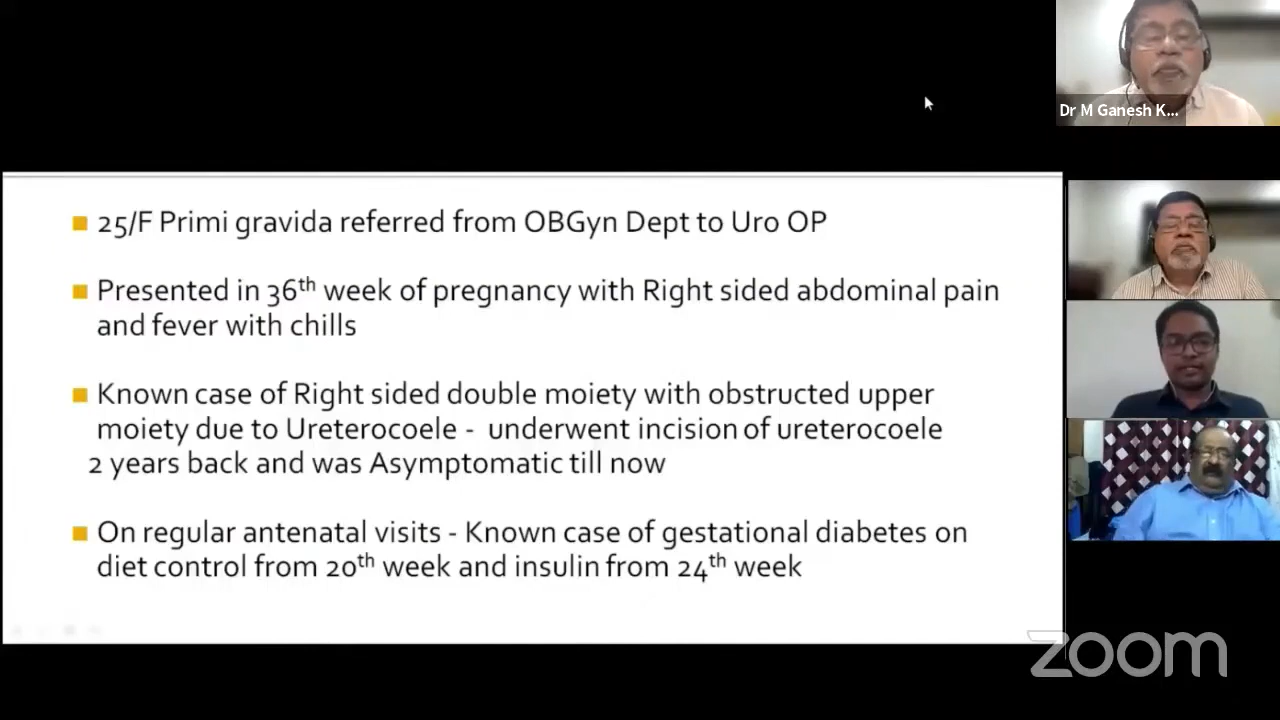 Dr M Ganesh K...
25/F Primi gravida referred from OBGyn Dept to Uro OP
Presented in 36th week of pregnancy with Right sided abdominal pain
and fever with chills
Known case of Right sided double moiety with obstructed upper
moiety due to Ureterocoele - underwent incision of ureterocoele
2 years back and was Asymptomatic till now
On regular antenatal visits - Known case of gestational diabetes on
diet control from 20th week and insulin from 24th week
zoom